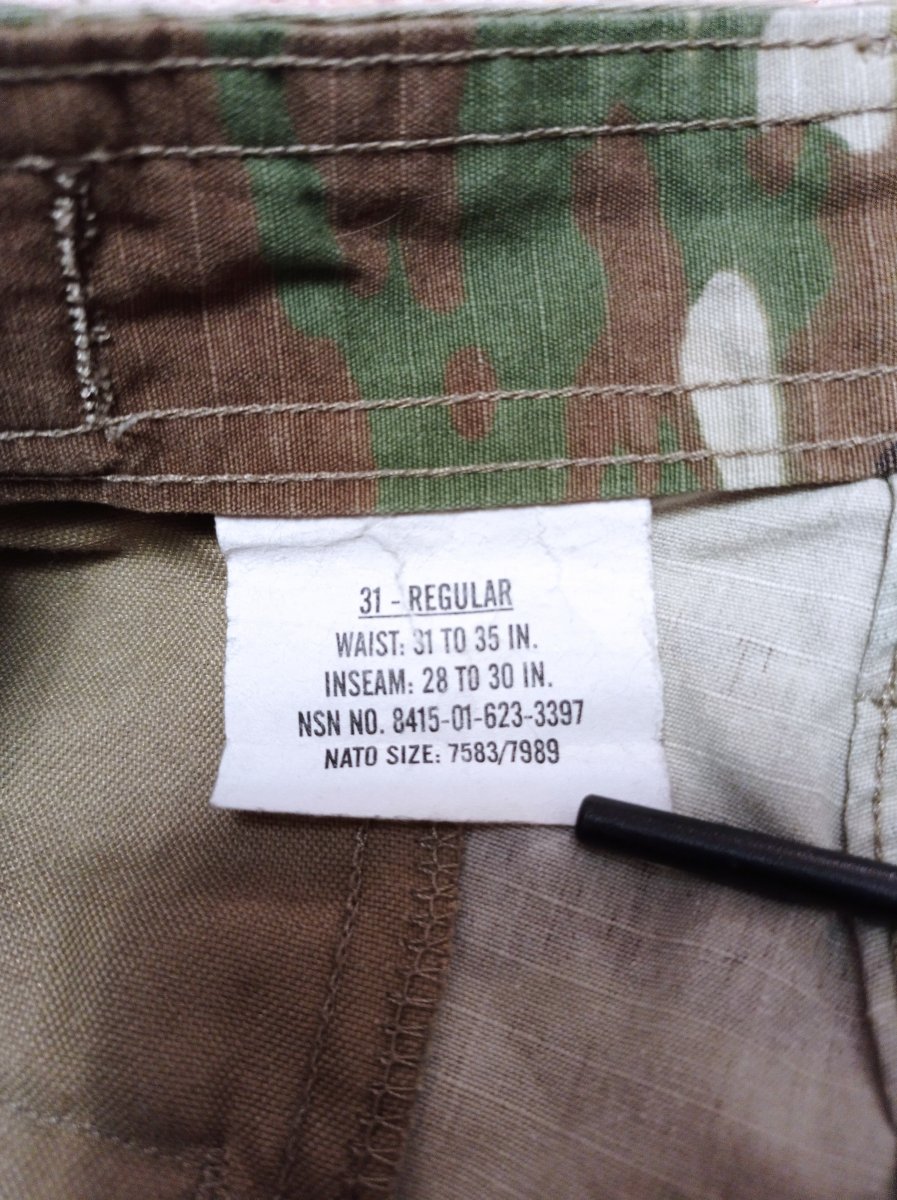 31 - REGULAR
WAIST: 31 TO 35 IN.
INSEAM: 28 TO 30 IN.
NSN NO. 8415-01-623-3397
NATO SIZE: 7583/7989